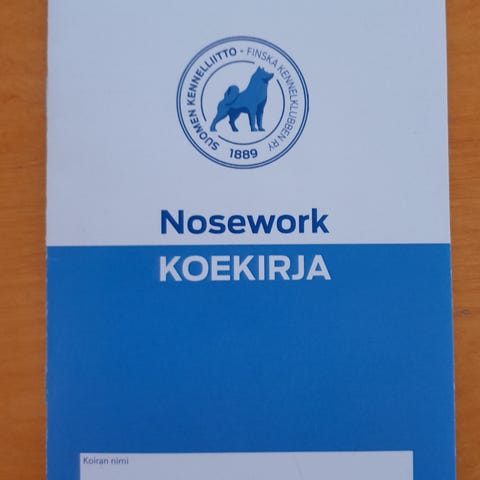 SUOMEN KENNELLIITTO - FINSKA KENNELKLUBBEN RY
1889
Nosework
KOEKIRJA
Koiran nimi